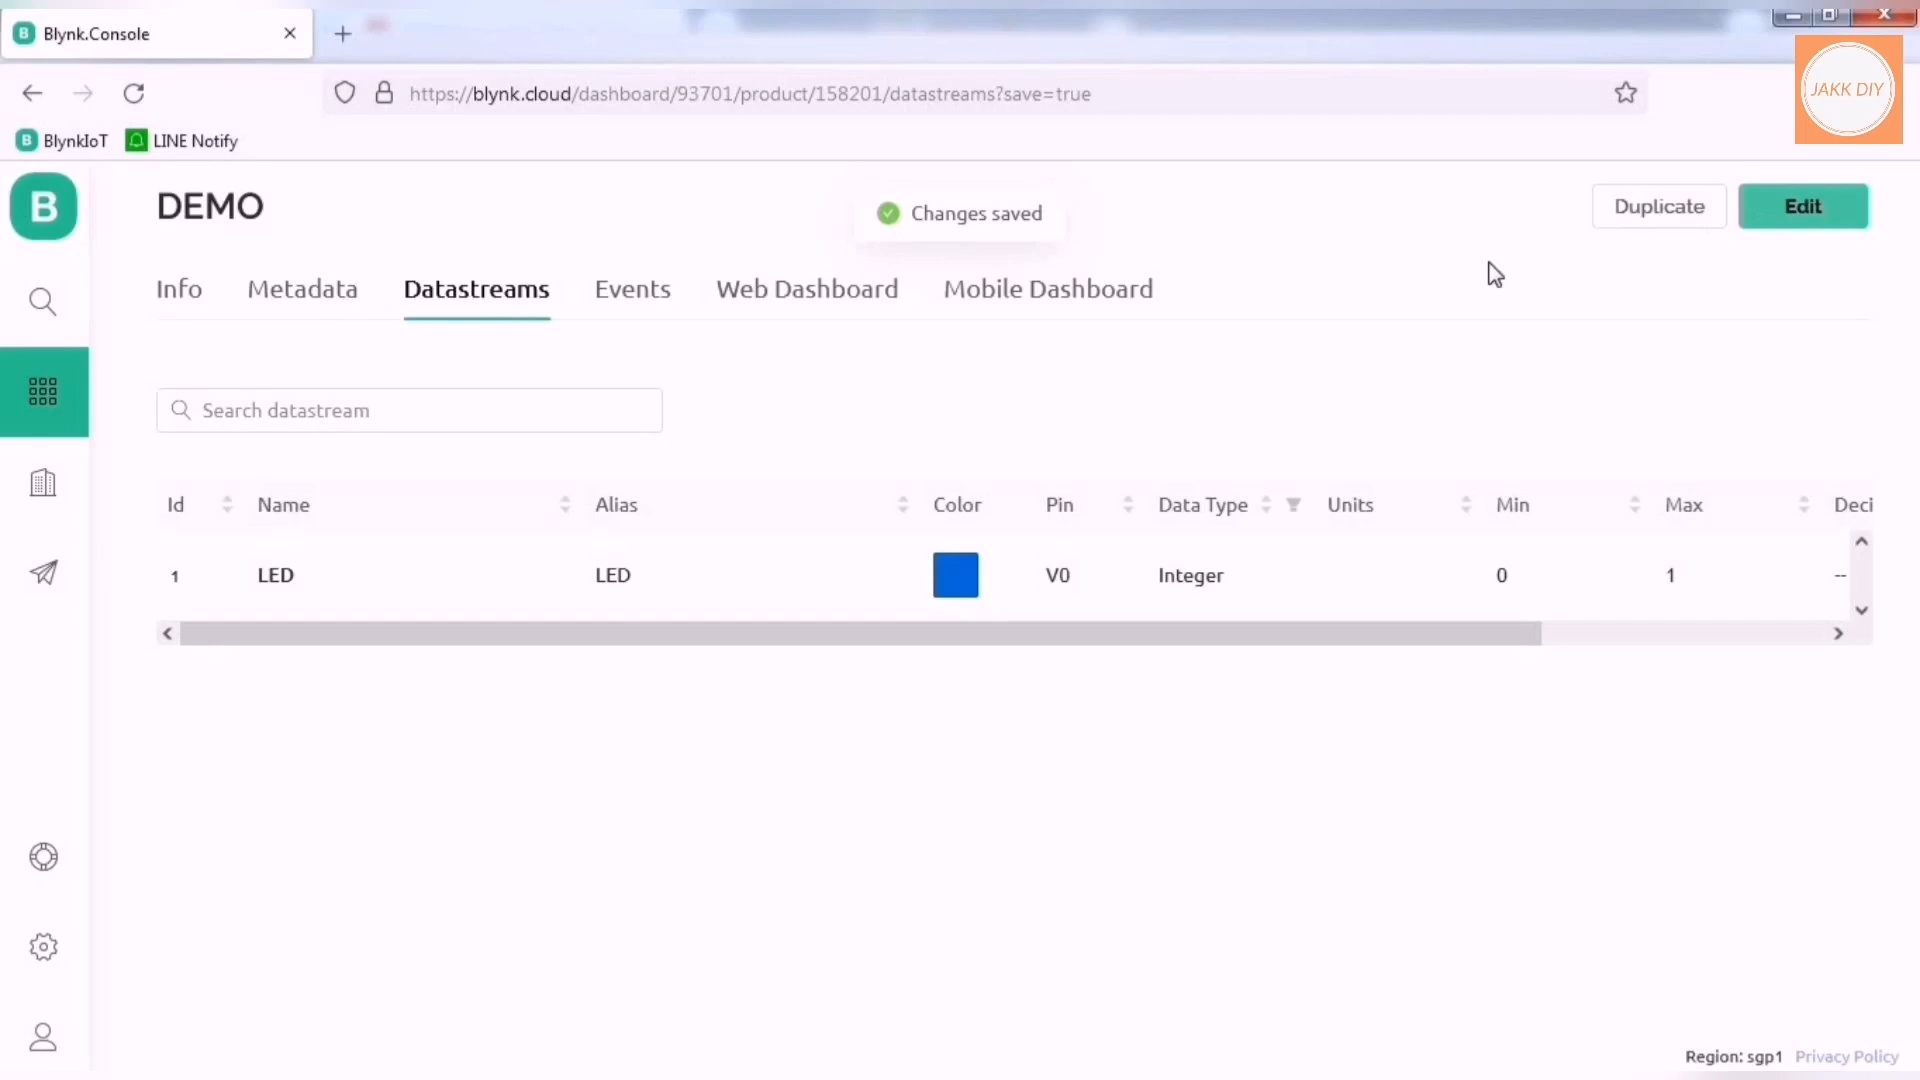 B Blynk.Console
https://blynk.cloud/dashboard/93701/product/158201/datastreams?save=true
JAKK DIY
B BlynkIoT LINE Notify
B
DEMO
Changes saved
Duplicate
Edit
Info Metadata Datastreams Events Web Dashboard Mobile Dashboard
Search datastream
Id Name Alias Color Pin Data Type Units Min Max Deci
1 LED LED V0 Integer 0 1 --
Region: sgp1 Privacy Policy